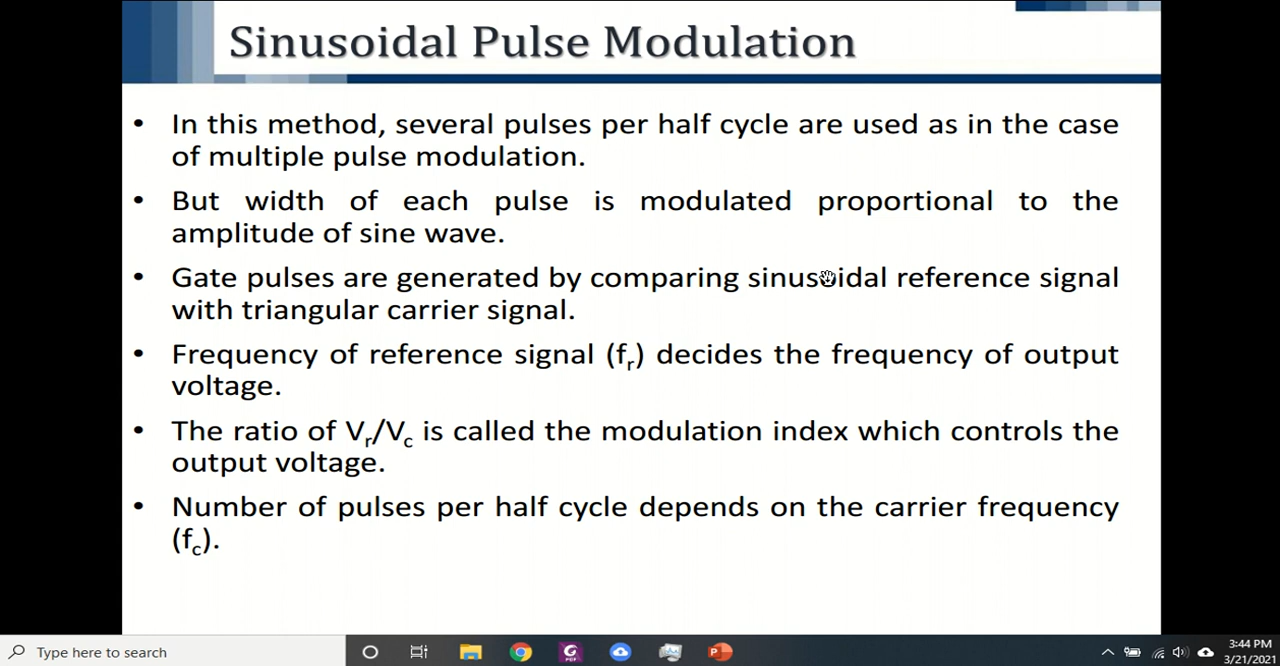 Sinusoidal Pulse Modulation
• In this method, several pulses per half cycle are used as in the case
of multiple pulse modulation.
• But width of each pulse is modulated proportional to the
amplitude of sine wave.
• Gate pulses are generated by comparing sinusoidal reference signal
with triangular carrier signal.
• Frequency of reference signal (fr) decides the frequency of output
voltage.
• The ratio of Vr/Vc is called the modulation index which controls the
output voltage.
• Number of pulses per half cycle depends on the carrier frequency
(fc).
Type here to search
3:44 PM
3/21/2021